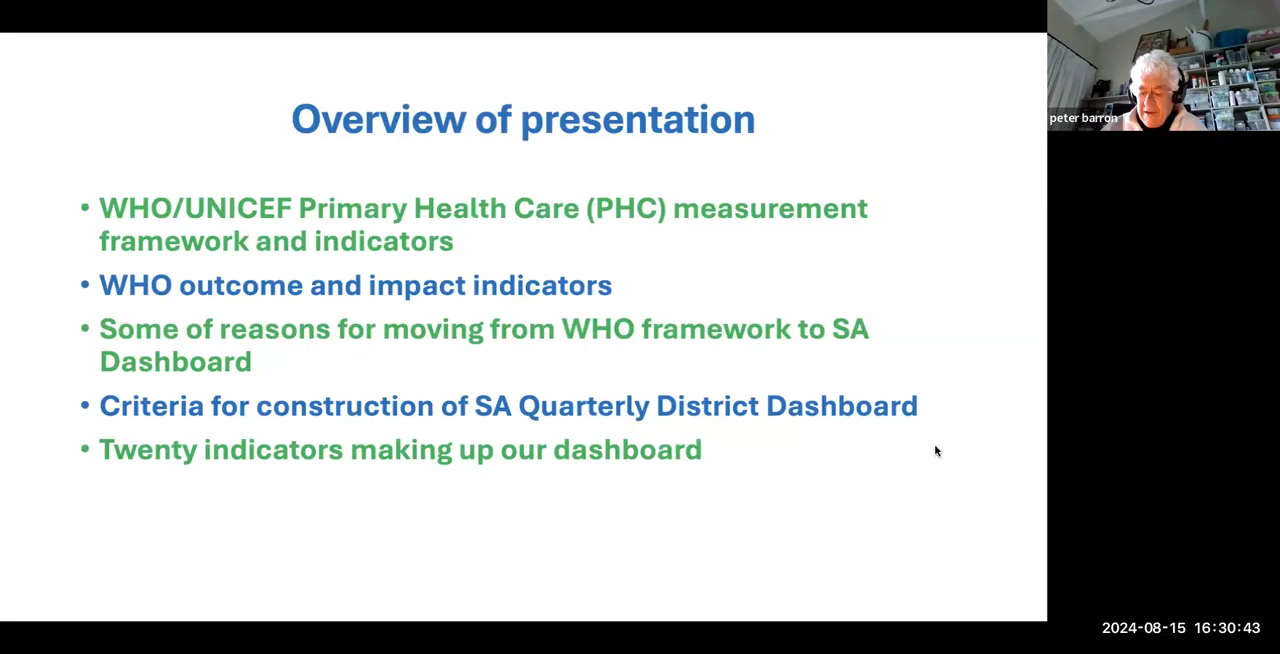 Overview of presentation
• WHO/UNICEF Primary Health Care (PHC) measurement
framework and indicators
• WHO outcome and impact indicators
• Some of reasons for moving from WHO framework to SA
Dashboard
• Criteria for construction of SA Quarterly District Dashboard
• Twenty indicators making up our dashboard
peter barron
2024-08-15 16:30:43